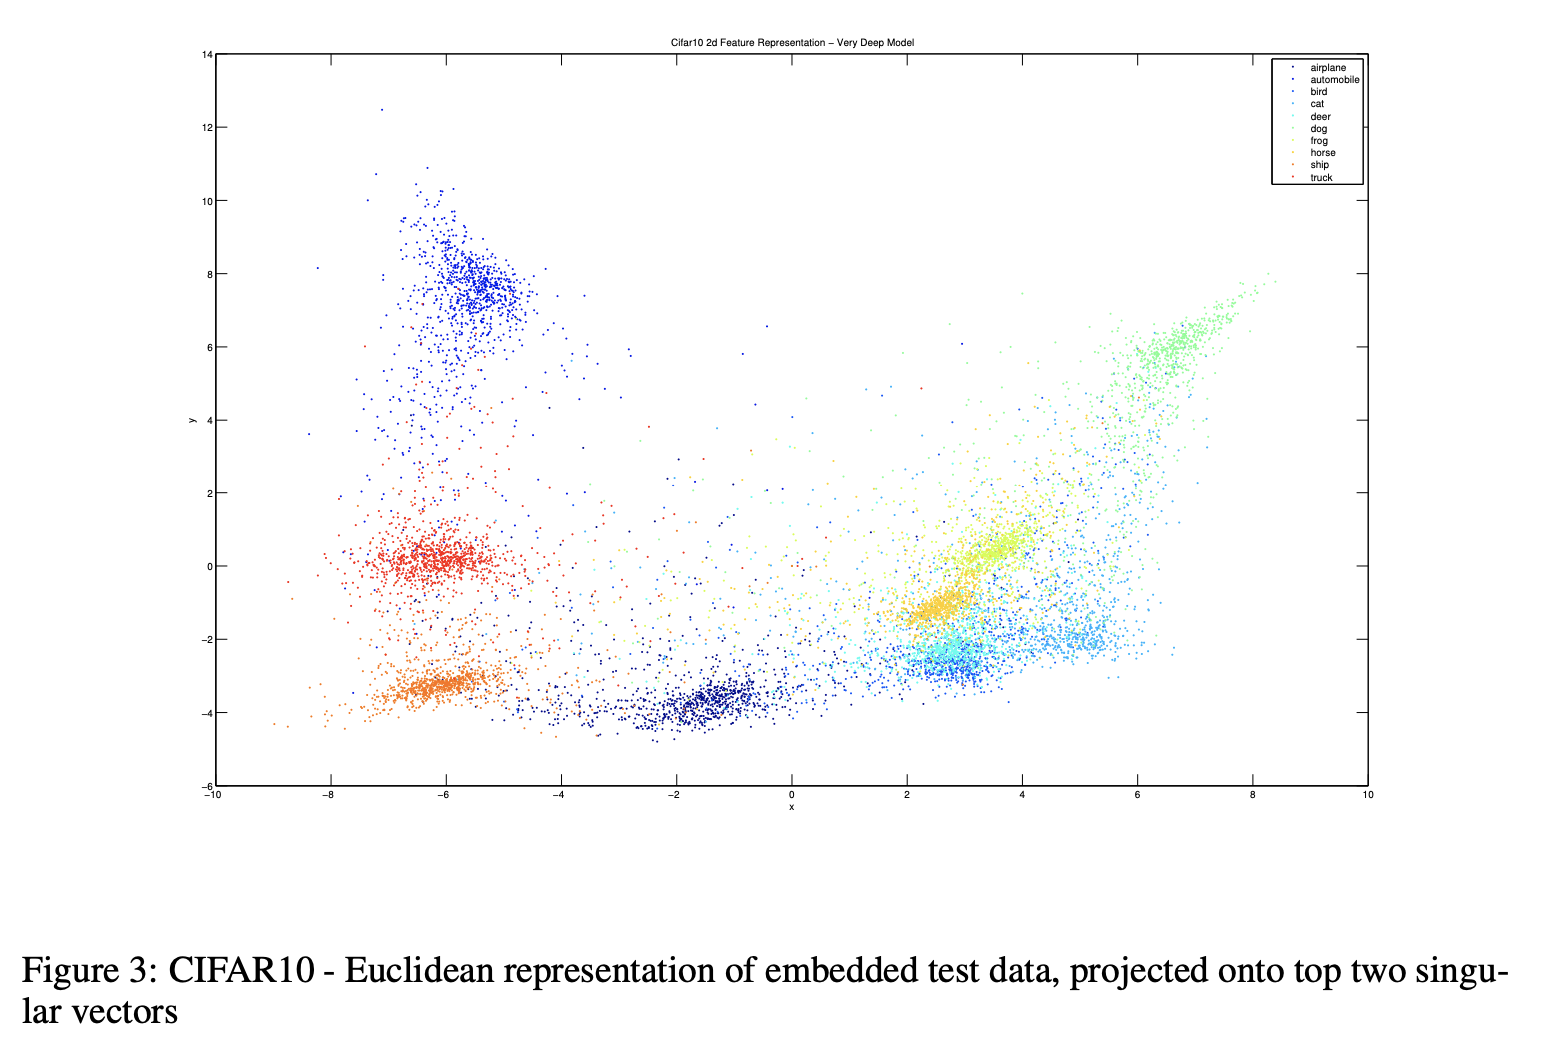 Cifar10 2d Feature Representation – Very Deep Model
14
12
10
8
6
4
2
0
−2
−4
−6
y
−10
−8
−6
−4
−2
0
2
4
6
8
10
x
airplane
automobile
bird
cat
deer
dog
frog
horse
ship
truck
Figure 3: CIFAR10 - Euclidean representation of embedded test data, projected onto top two singu-
lar vectors